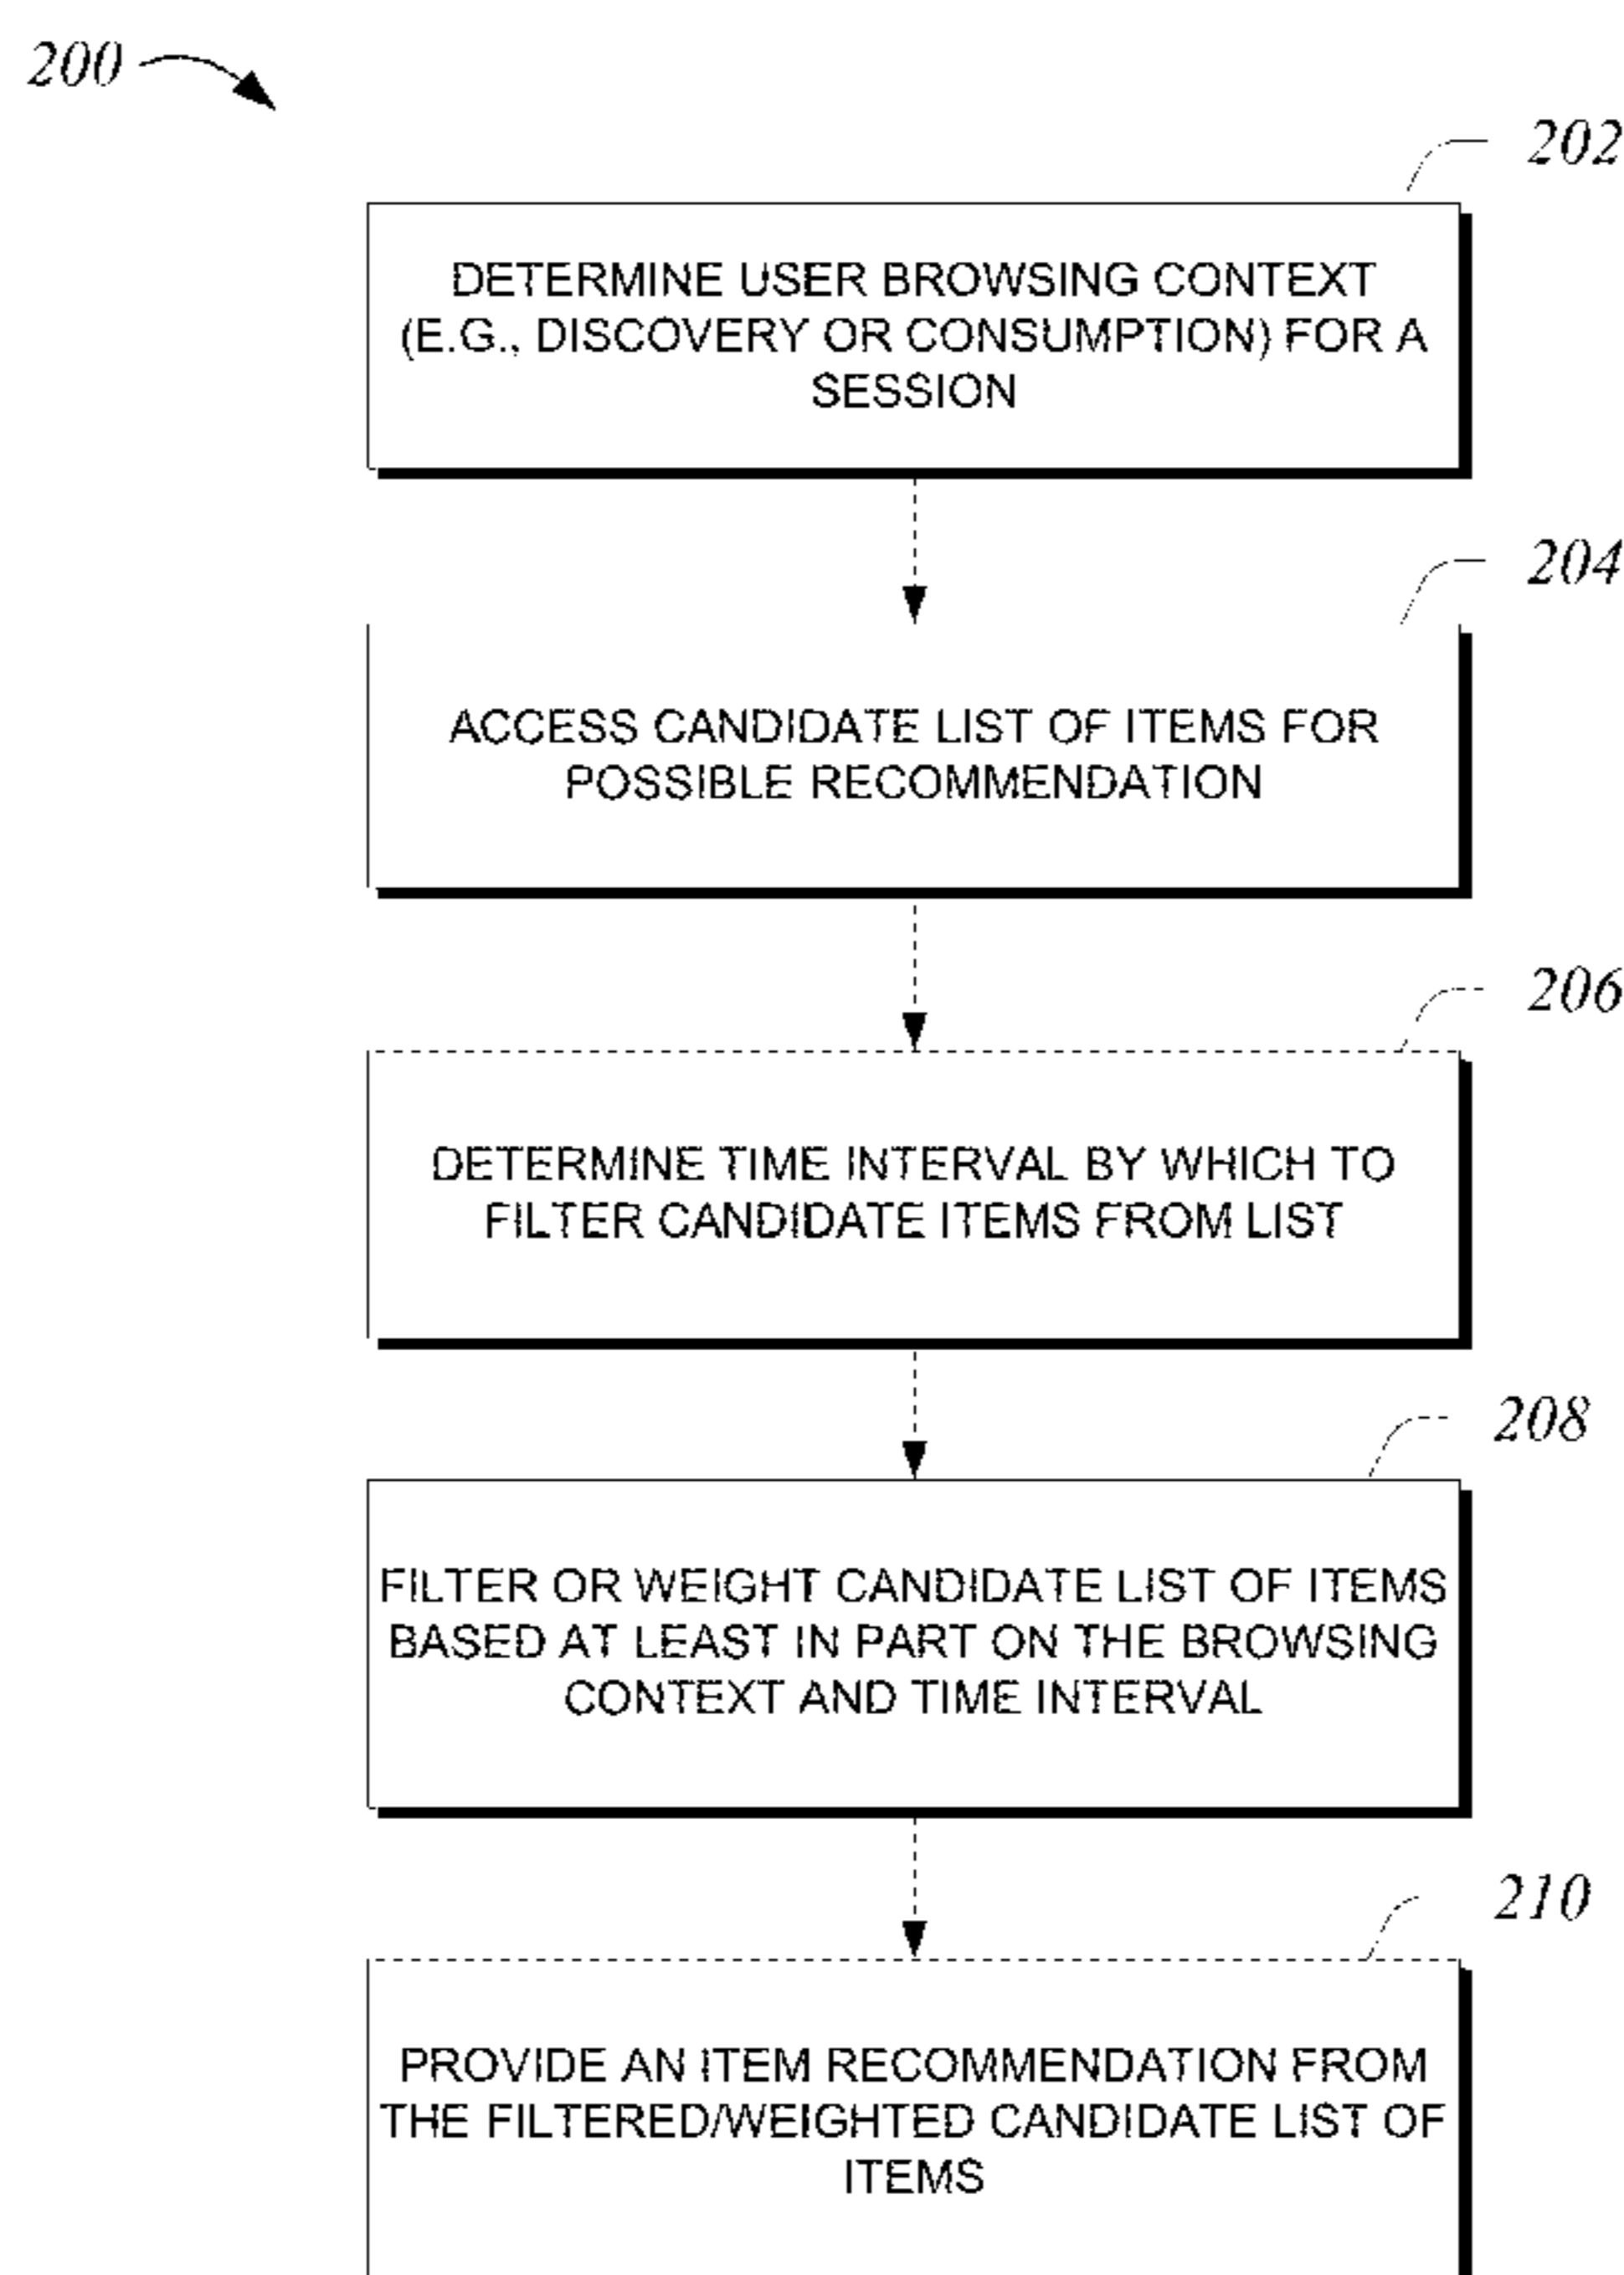 200
202
DETERMINE USER BROWSING CONTEXT
(E.G., DISCOVERY OR CONSUMPTION) FOR A
SESSION
204
ACCESS CANDIDATE LIST OF ITEMS FOR
POSSIBLE RECOMMENDATION
206
DETERMINE TIME INTERVAL BY WHICH TO
FILTER CANDIDATE ITEMS FROM LIST
208
FILTER OR WEIGHT CANDIDATE LIST OF ITEMS
BASED AT LEAST IN PART ON THE BROWSING
CONTEXT AND TIME INTERVAL
210
PROVIDE AN ITEM RECOMMENDATION FROM
THE FILTERED/WEIGHTED CANDIDATE LIST OF
ITEMS